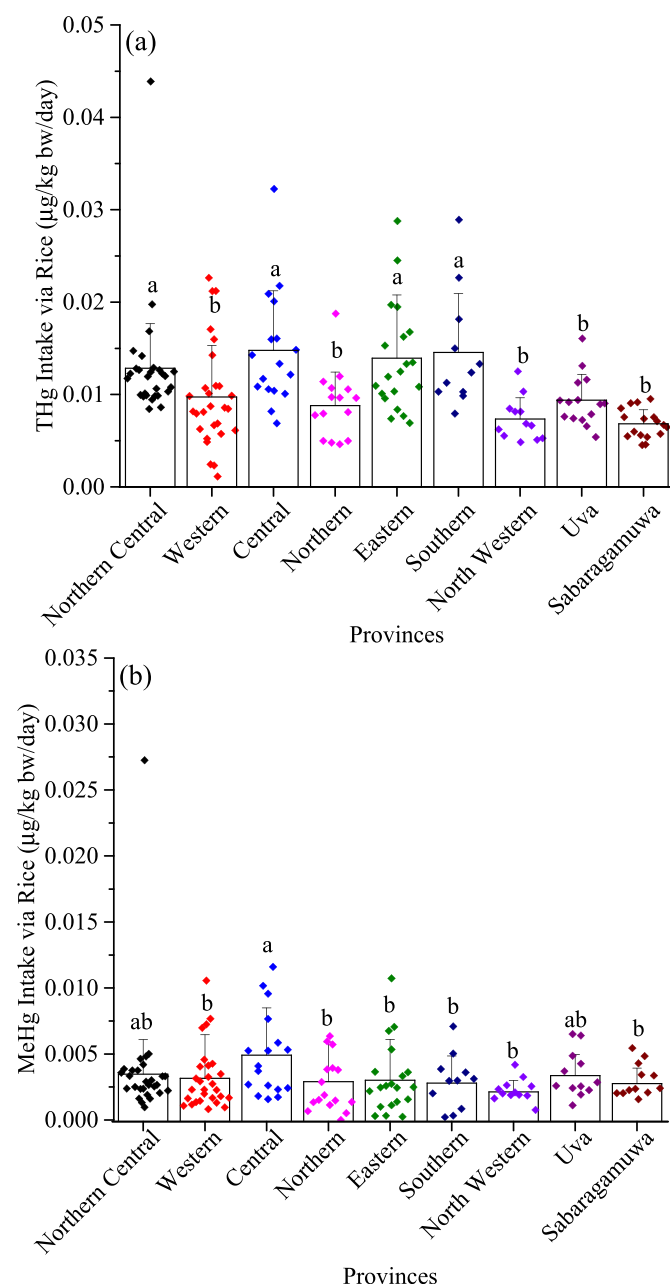 (a)
THg Intake via Rice (μg/kg bw/day)
0.05
0.04
0.03
0.02
0.01
0.00
a
b
a
b
a
a
b
b
b
Northern Central
Western
Central
Northern
Eastern
Southern
North Western
Uva
Sabaragamuwa
Provinces
(b)
MeHg Intake via Rice (μg/kg bw/day)
0.035
0.030
0.025
0.020
0.015
0.010
0.005
0.000
ab
b
a
b
b
b
b
ab
b
Northern Central
Western
Central
Northern
Eastern
Southern
North Western
Uva
Sabaragamuwa
Provinces